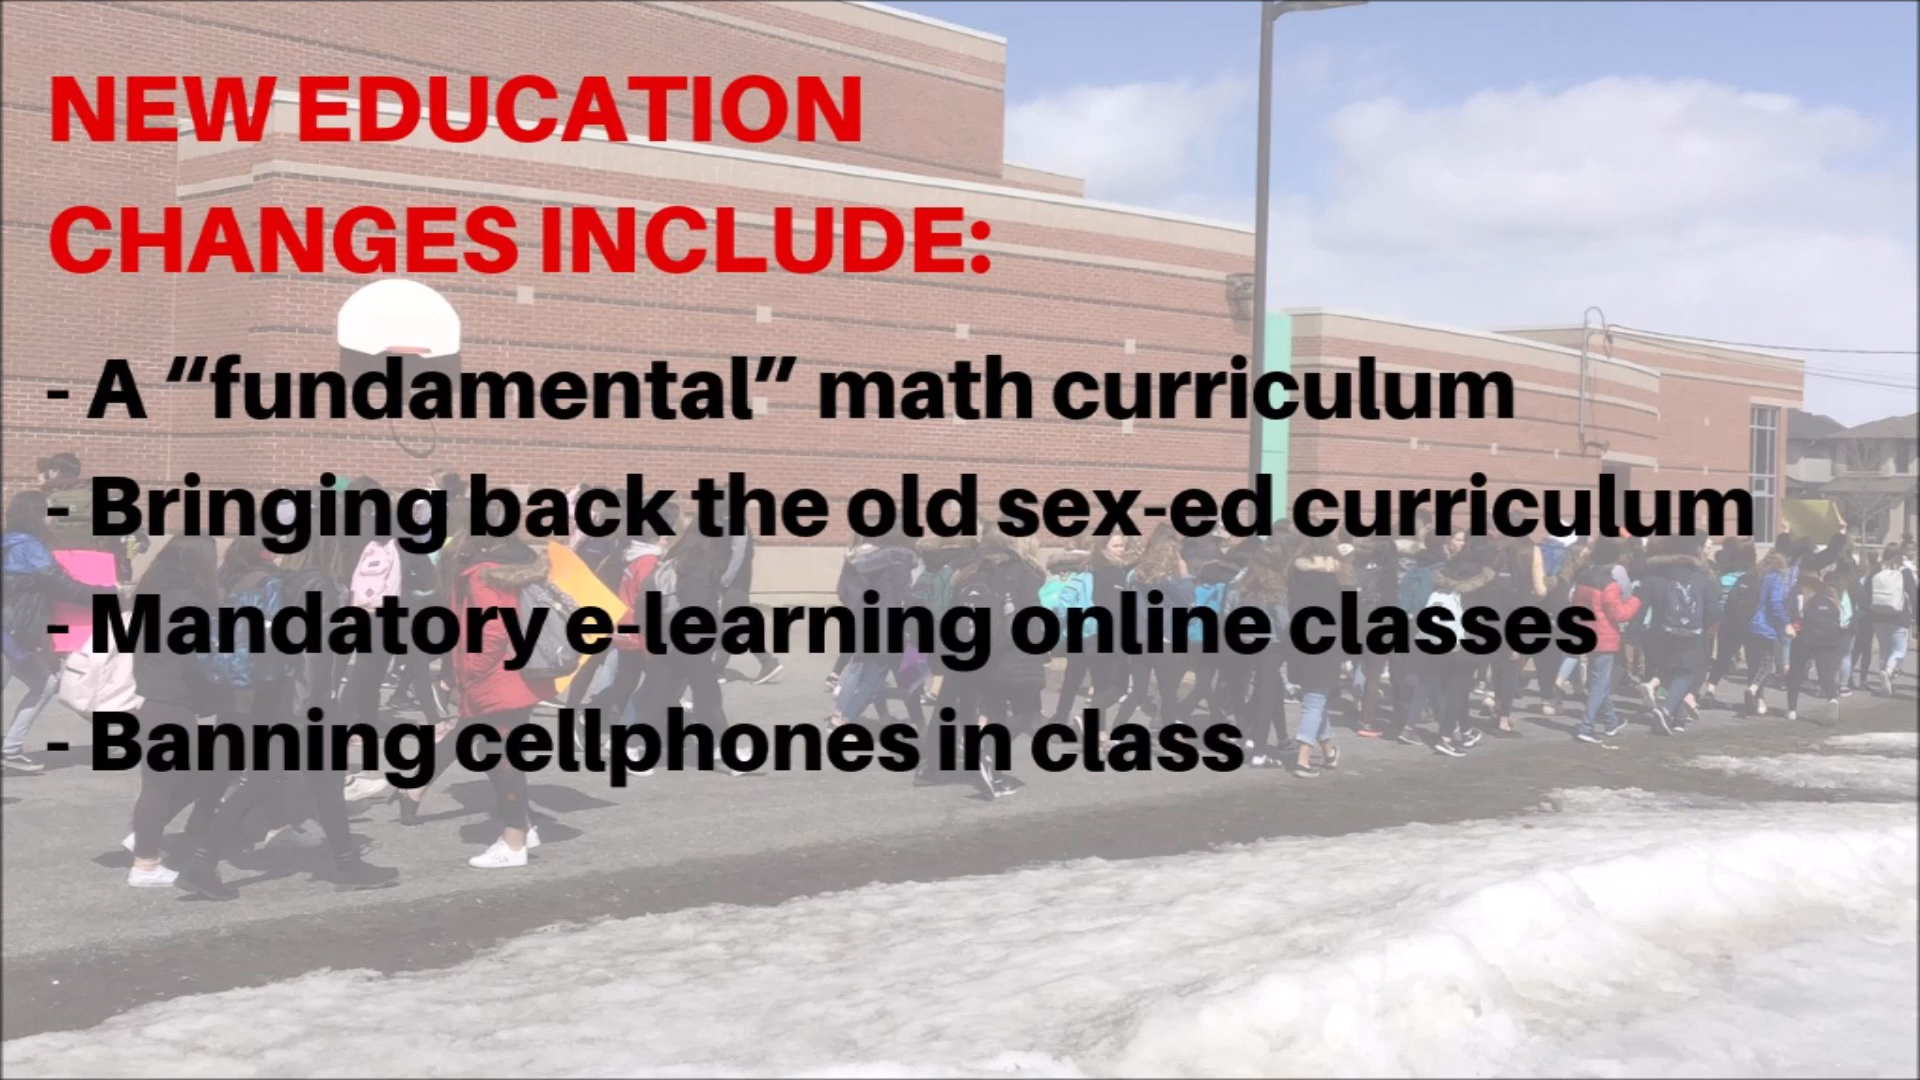 NEW EDUCATION
CHANGES INCLUDE:
- A “fundamental” math curriculum
- Bringing back the old sex-ed curriculum
- Mandatory e-learning online classes
- Banning cellphones in class